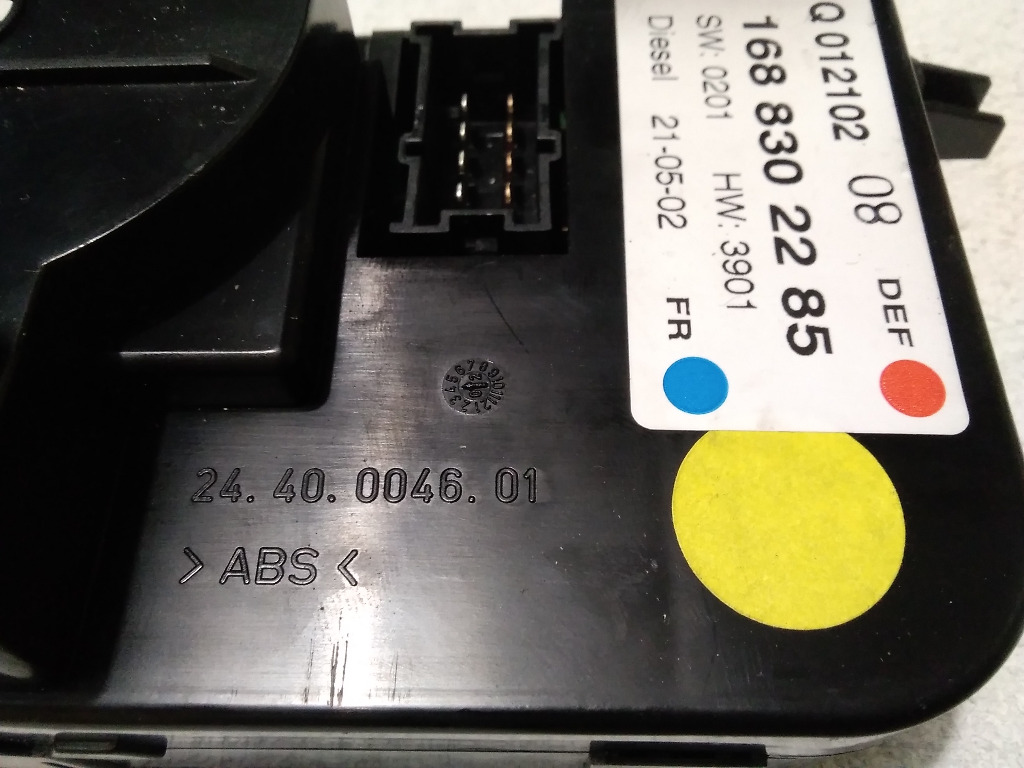 Q 012102 08 DEF
168 830 22 85
SW: 0201 HW: 3901
Diesel 21-05-02 FR
24.40.0046.01
>ABS<